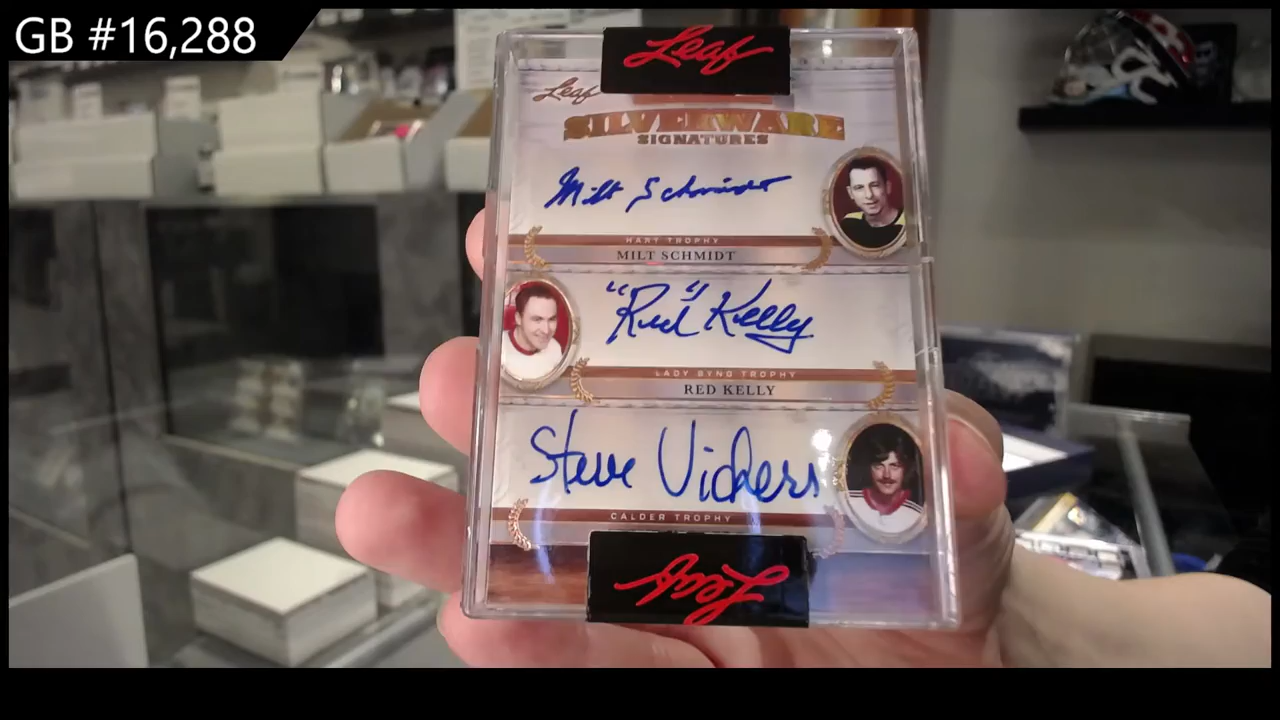 GB #16,288
Leaf
Leaf
SILVERWARE
SIGNATURES
Milt Schmidt
HART TROPHY
MILT SCHMIDT
"Red" Kelly
LADY BYNG TROPHY
RED KELLY
Steve Vickers
CALDER TROPHY
Leaf